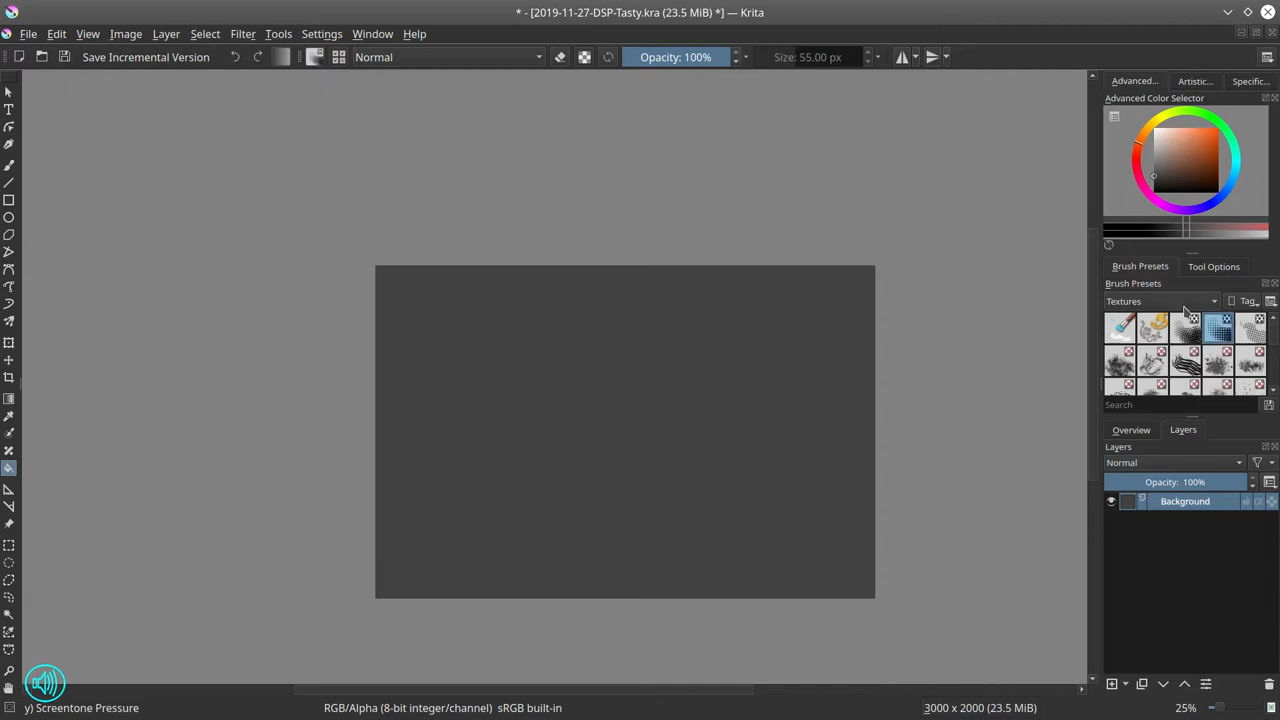 * - [2019-11-27-DSP-Tasty.kra (23.5 MiB) *] — Krita
File Edit View Image Layer Select Filter Tools Settings Window Help
Save Incremental Version Normal Opacity: 100% Size: 55.00 px
Advanced... Artistic... Specific...
Advanced Color Selector
Brush Presets Tool Options
Brush Presets
Textures Tag
Search
Overview Layers
Layers
Normal
Opacity: 100%
Background
y) Screentone Pressure RGB/Alpha (8-bit integer/channel) sRGB built-in 3000 x 2000 (23.5 MiB) 25%